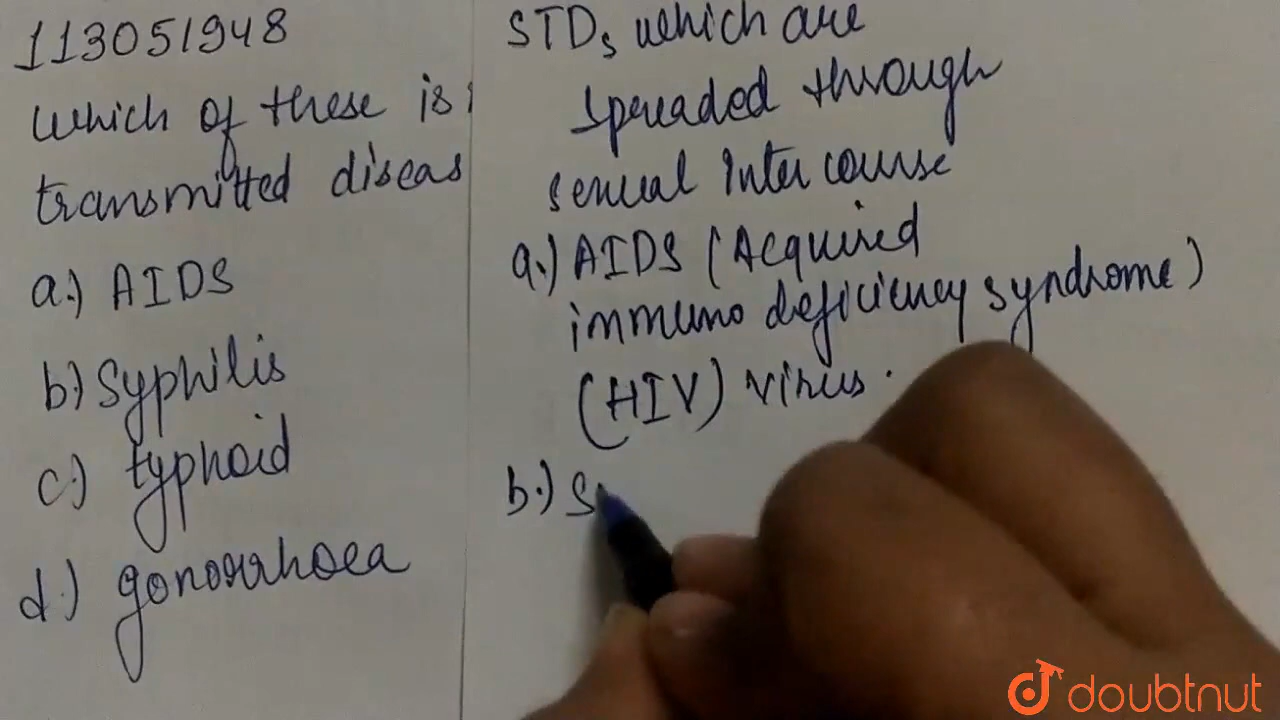 113051948
which of these is
transmitted diseas
a.) AIDS
b.) Syphilis
c.) typhoid
d.) gonorrhoea
STDs which are
spreaded through
sexual Inter course
a.) AIDS (Acquired
immuno deficiency syndrome)
(HIV) virus.
b.) S
doubtnut